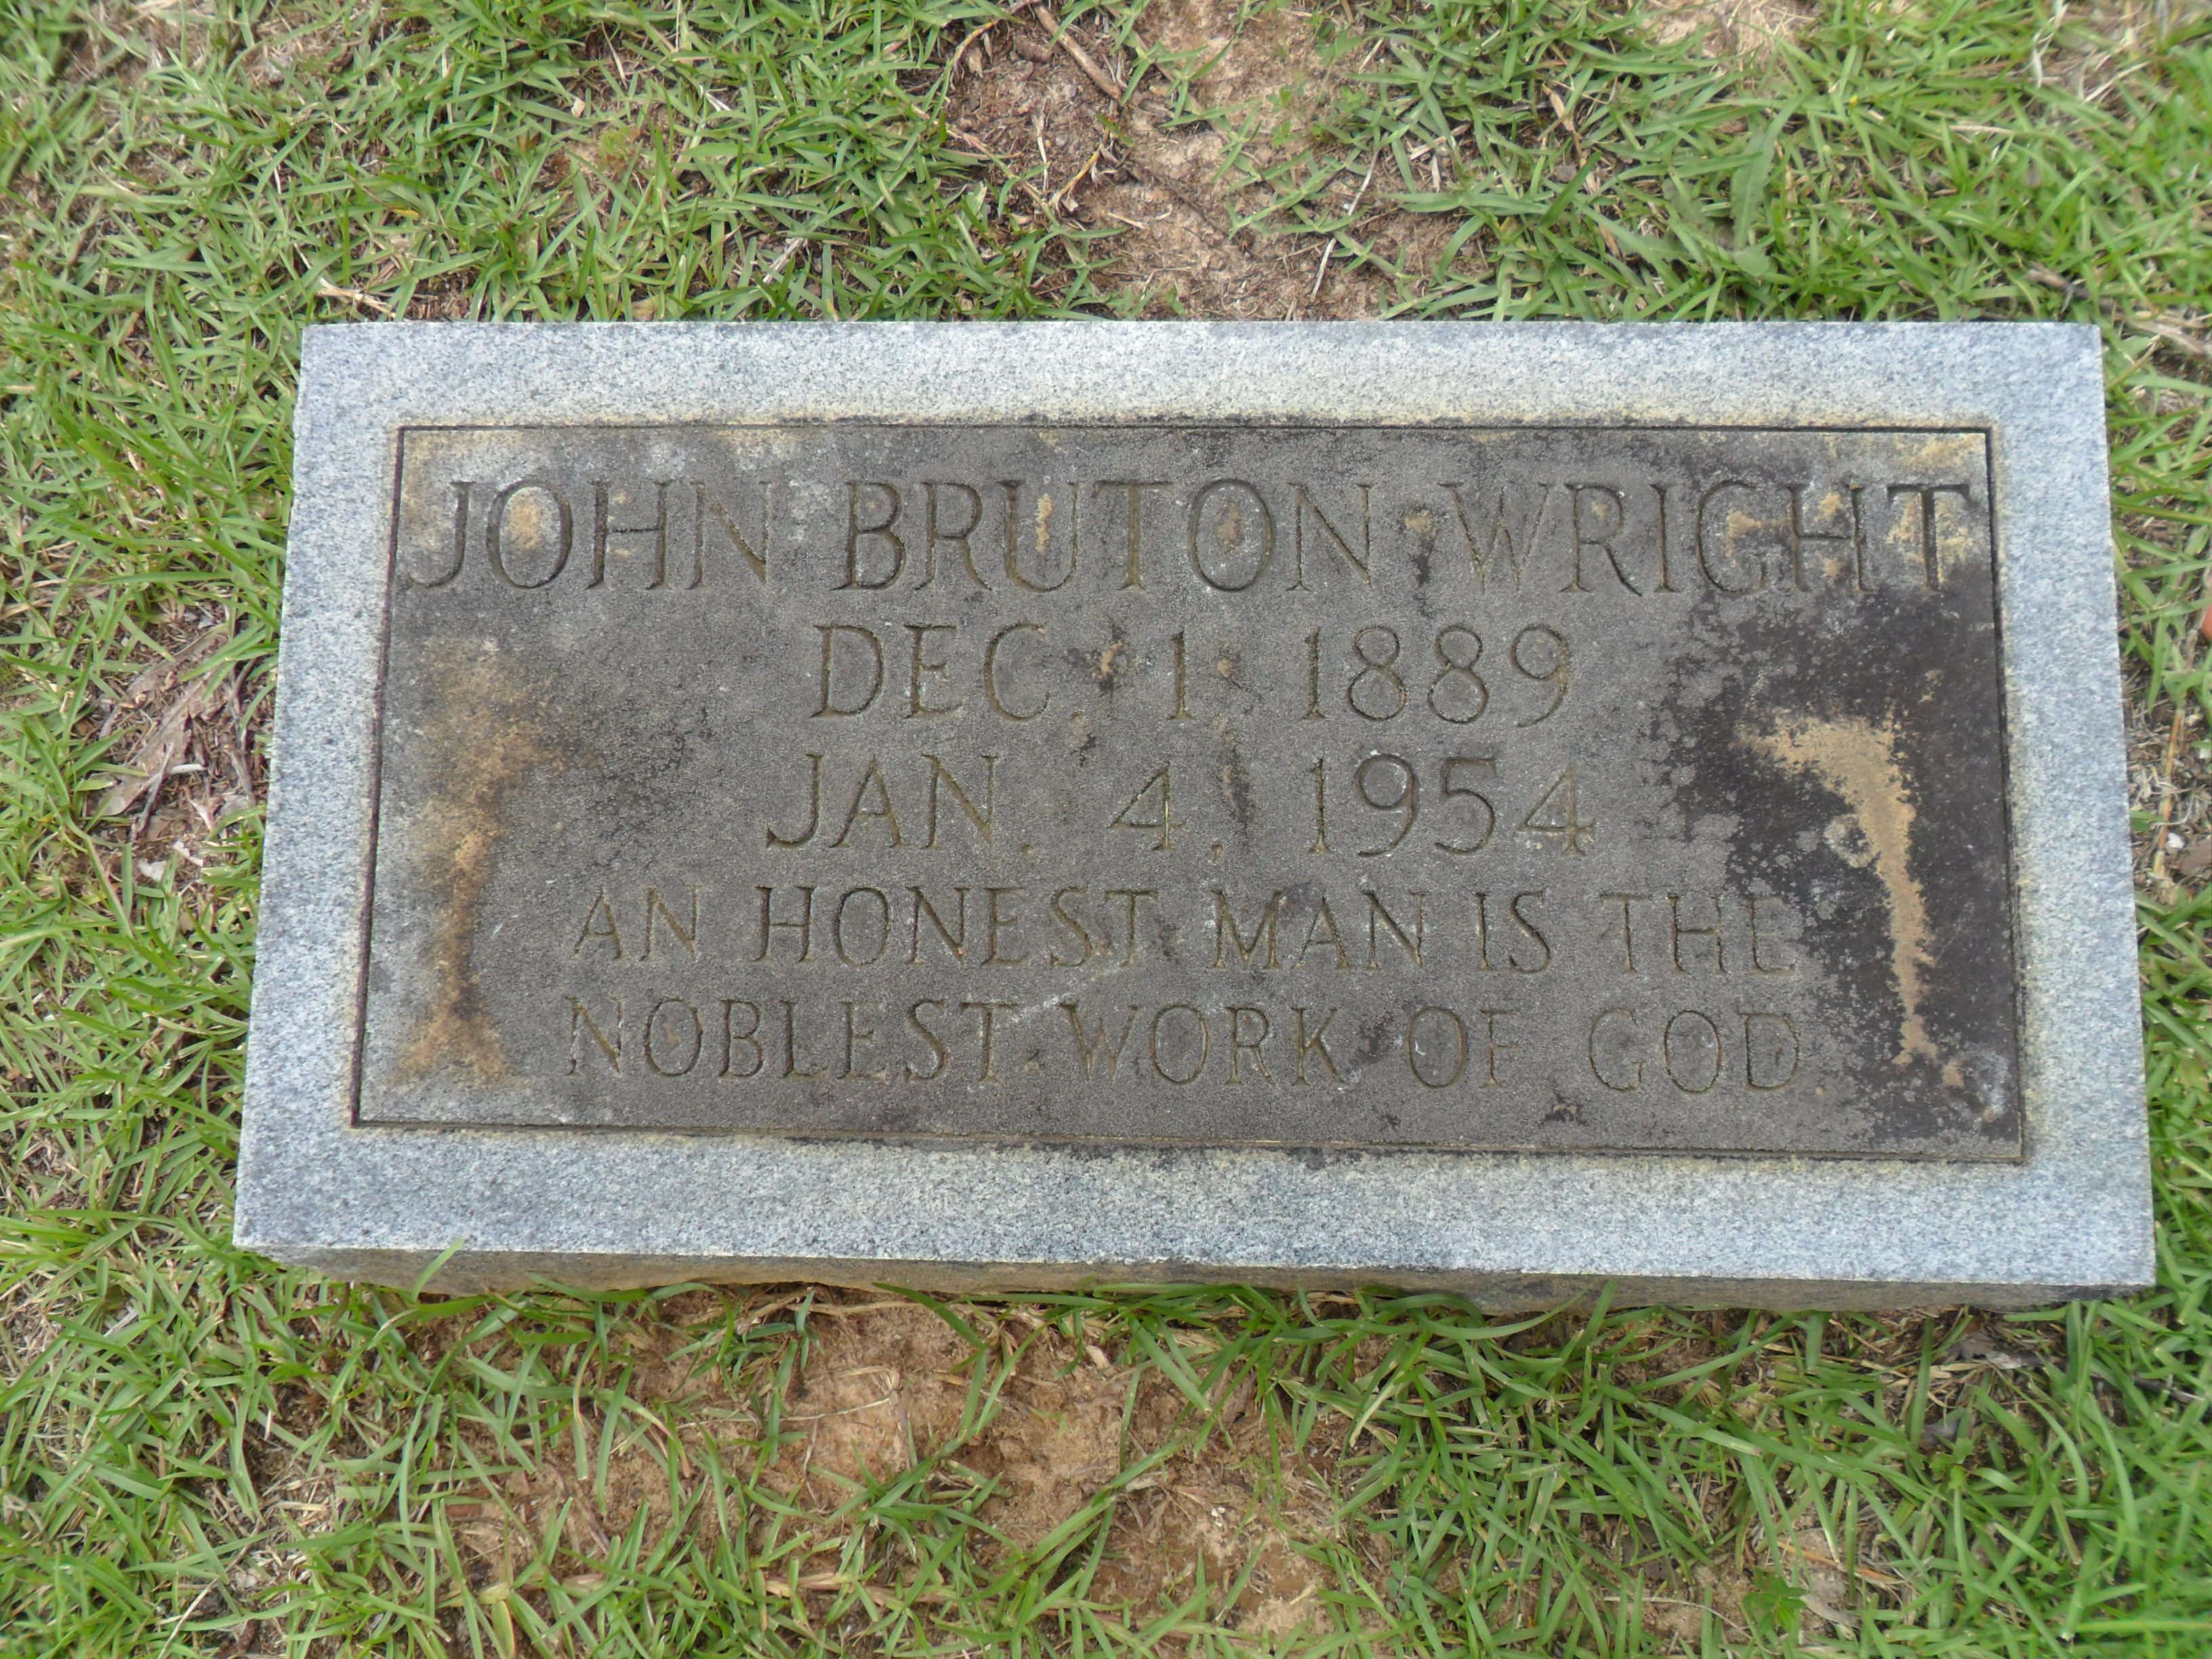 JOHN BRUTON WRIGHT
DEC. 1, 1889
JAN. 4, 1954
AN HONEST MAN IS THE
NOBLEST WORK OF GOD